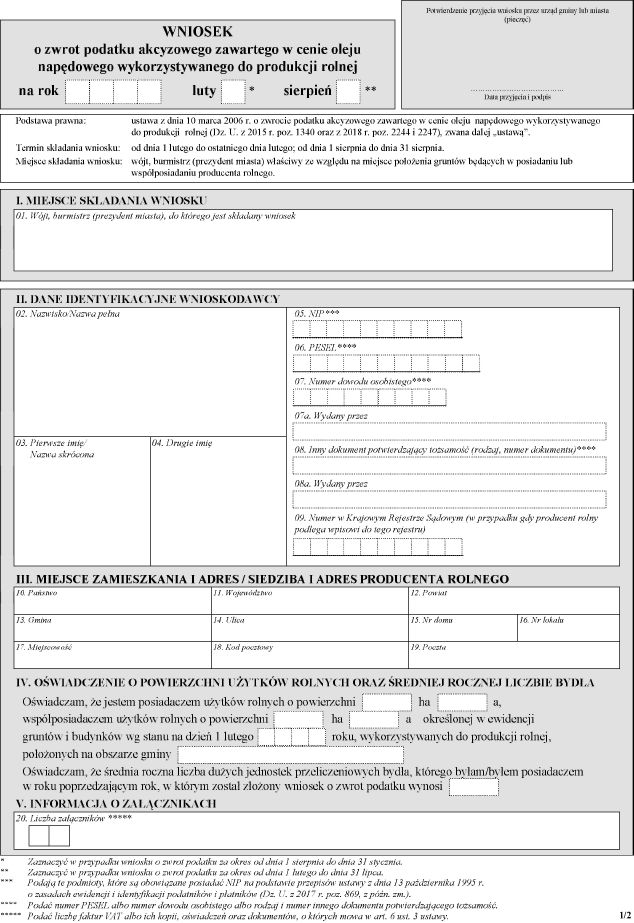 Potwierdzenie przyjęcia wniosku przez urząd gminy lub miasta
(pieczęć)
WNIOSEK
o zwrot podatku akcyzowego zawartego w cenie oleju
napędowego wykorzystywanego do produkcji rolnej
na rok luty * sierpień **
Data przyjęcia i podpis
Podstawa prawna: ustawa z dnia 10 marca 2006 r. o zwrocie podatku akcyzowego zawartego w cenie oleju napędowego wykorzystywanego
do produkcji rolnej (Dz. U. z 2015 r. poz. 1340 oraz z 2018 r. poz. 2244 i 2247), zwana dalej „ustawą”.
Termin składania wniosku: od dnia 1 lutego do ostatniego dnia lutego; od dnia 1 sierpnia do dnia 31 sierpnia.
Miejsce składania wniosku: wójt, burmistrz (prezydent miasta) właściwy ze względu na miejsce położenia gruntów będących w posiadaniu lub
współposiadaniu producenta rolnego.
I. MIEJSCE SKŁADANIA WNIOSKU
01. Wójt, burmistrz (prezydent miasta), do którego jest składany wniosek
II. DANE IDENTYFIKACYJNE WNIOSKODAWCY
02. Nazwisko/Nazwa pełna
05. NIP***
06. PESEL****
07. Numer dowodu osobistego****
07a. Wydany przez
03. Pierwsze imię/
Nazwa skrócona
04. Drugie imię
08. Inny dokument potwierdzający tożsamość (rodzaj, numer dokumentu)****
08a. Wydany przez
09. Numer w Krajowym Rejestrze Sądowym (w przypadku gdy producent rolny
podlega wpisowi do tego rejestru)
III. MIEJSCE ZAMIESZKANIA I ADRES / SIEDZIBA I ADRES PRODUCENTA ROLNEGO
10. Państwo 11. Województwo 12. Powiat
13. Gmina 14. Ulica 15. Nr domu 16. Nr lokalu
17. Miejscowość 18. Kod pocztowy 19. Poczta
IV. OŚWIADCZENIE O POWIERZCHNI UŻYTKÓW ROLNYCH ORAZ ŚREDNIEJ ROCZNEJ LICZBIE BYDŁA
Oświadczam, że jestem posiadaczem użytków rolnych o powierzchni ha a,
współposiadaczem użytków rolnych o powierzchni ha a określonej w ewidencji
gruntów i budynków wg stanu na dzień 1 lutego roku, wykorzystywanych do produkcji rolnej,
położonych na obszarze gminy
Oświadczam, że średnia roczna liczba dużych jednostek przeliczeniowych bydła, którego byłam/byłem posiadaczem
w roku poprzedzającym rok, w którym został złożony wniosek o zwrot podatku wynosi
V. INFORMACJA O ZAŁĄCZNIKACH
20. Liczba załączników *****
* Zaznaczyć w przypadku wniosku o zwrot podatku za okres od dnia 1 sierpnia do dnia 31 stycznia.
** Zaznaczyć w przypadku wniosku o zwrot podatku za okres od dnia 1 lutego do dnia 31 lipca.
*** Podają te podmioty, które są obowiązane posiadać NIP na podstawie przepisów ustawy z dnia 13 października 1995 r.
o zasadach ewidencji i identyfikacji podatników i płatników (Dz. U. z 2017 r. poz. 869, z późn. zm.).
**** Podać numer PESEL albo numer dowodu osobistego albo rodzaj i numer innego dokumentu potwierdzającego tożsamość.
***** Podać liczbę faktur VAT albo ich kopii, oświadczeń oraz dokumentów, o których mowa w art. 6 ust. 3 ustawy.
1/2